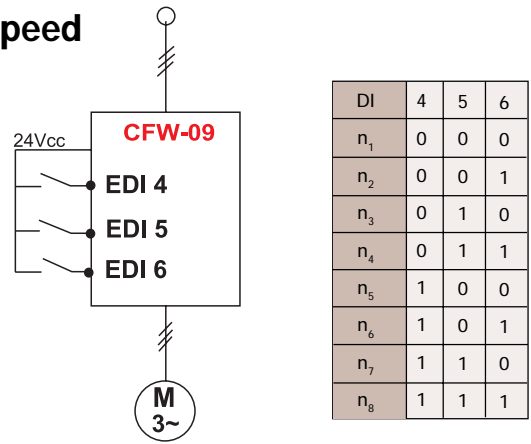 peed
CFW-09
24Vcc
EDI 4
EDI 5
EDI 6
M
3~
DI 4 5 6
n1 0 0 0
n2 0 0 1
n3 0 1 0
n4 0 1 1
n5 1 0 0
n6 1 0 1
n7 1 1 0
n8 1 1 1